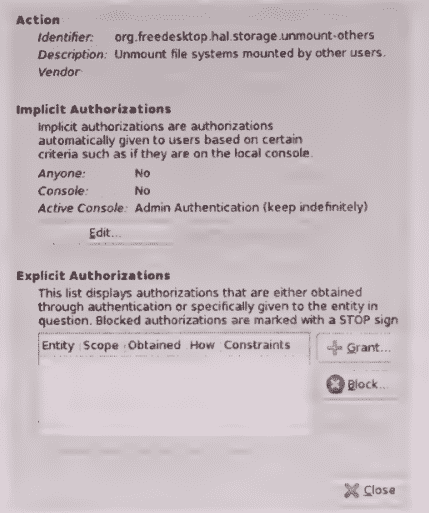 Action
Identifier: org.freedesktop.hal.storage.unmount-others
Description: Unmount file systems mounted by other users.
Vendor
Implicit Authorizations
Implicit authorizations are authorizations
automatically given to users based on certain
criteria such as if they are on the local console.
Anyone: No
Console: No
Active Console: Admin Authentication (keep indefinitely)
Edit...
Explicit Authorizations
This list displays authorizations that are either obtained
through authentication or specifically given to the entity in
question. Blocked authorizations are marked with a STOP sign
Entity Scope Obtained How Constraints
Grant...
Block...
Close